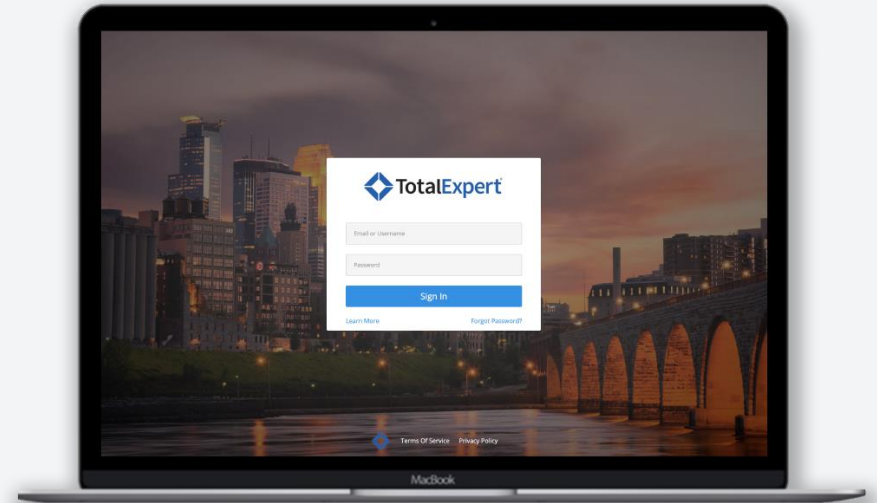 TotalExpert
Email or Username
Password
Sign In
Learn More Forgot Password?
Terms Of Service Privacy Policy
MacBook